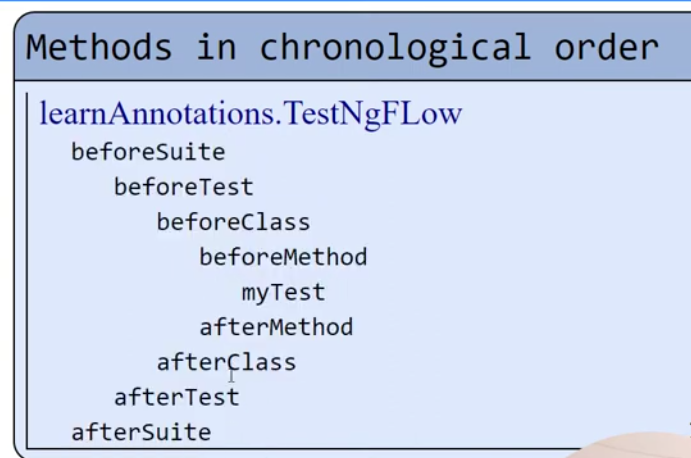 Methods in chronological order
learnAnnotations.TestNgFLow
beforeSuite
beforeTest
beforeClass
beforeMethod
myTest
afterMethod
afterClass
afterTest
afterSuite